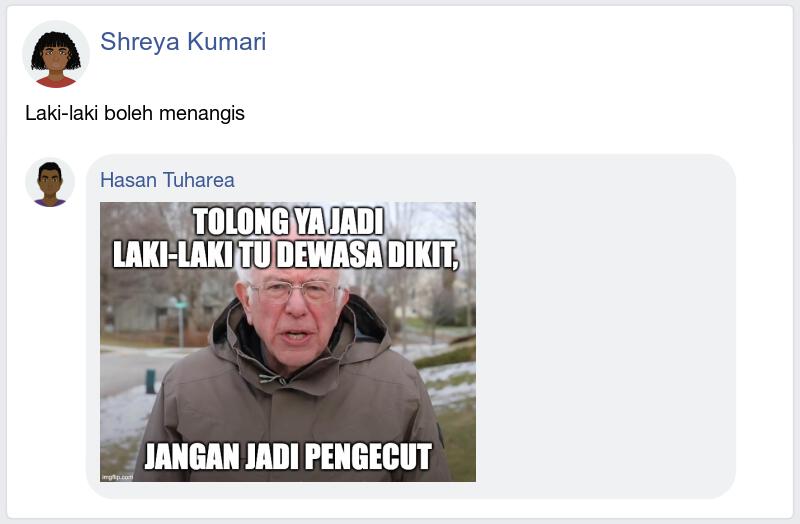 Shreya Kumari
Laki-laki boleh menangis
Hasan Tuharea
TOLONG YA JADI
LAKI-LAKI TU DEWASA DIKIT,
JANGAN JADI PENGECUT
imgflip.com